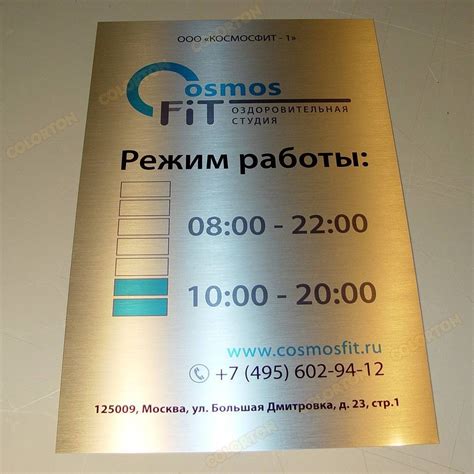 ООО «КОСМОСФИТ - 1»
Cosmos
FiT ОЗДОРОВИТЕЛЬНАЯ
СТУДИЯ
Режим работы:
08:00 - 22:00
10:00 - 20:00
www.cosmosfit.ru
+7 (495) 602-94-12
125009, Москва, ул. Большая Дмитровка, д. 23, стр.1
COLORTON